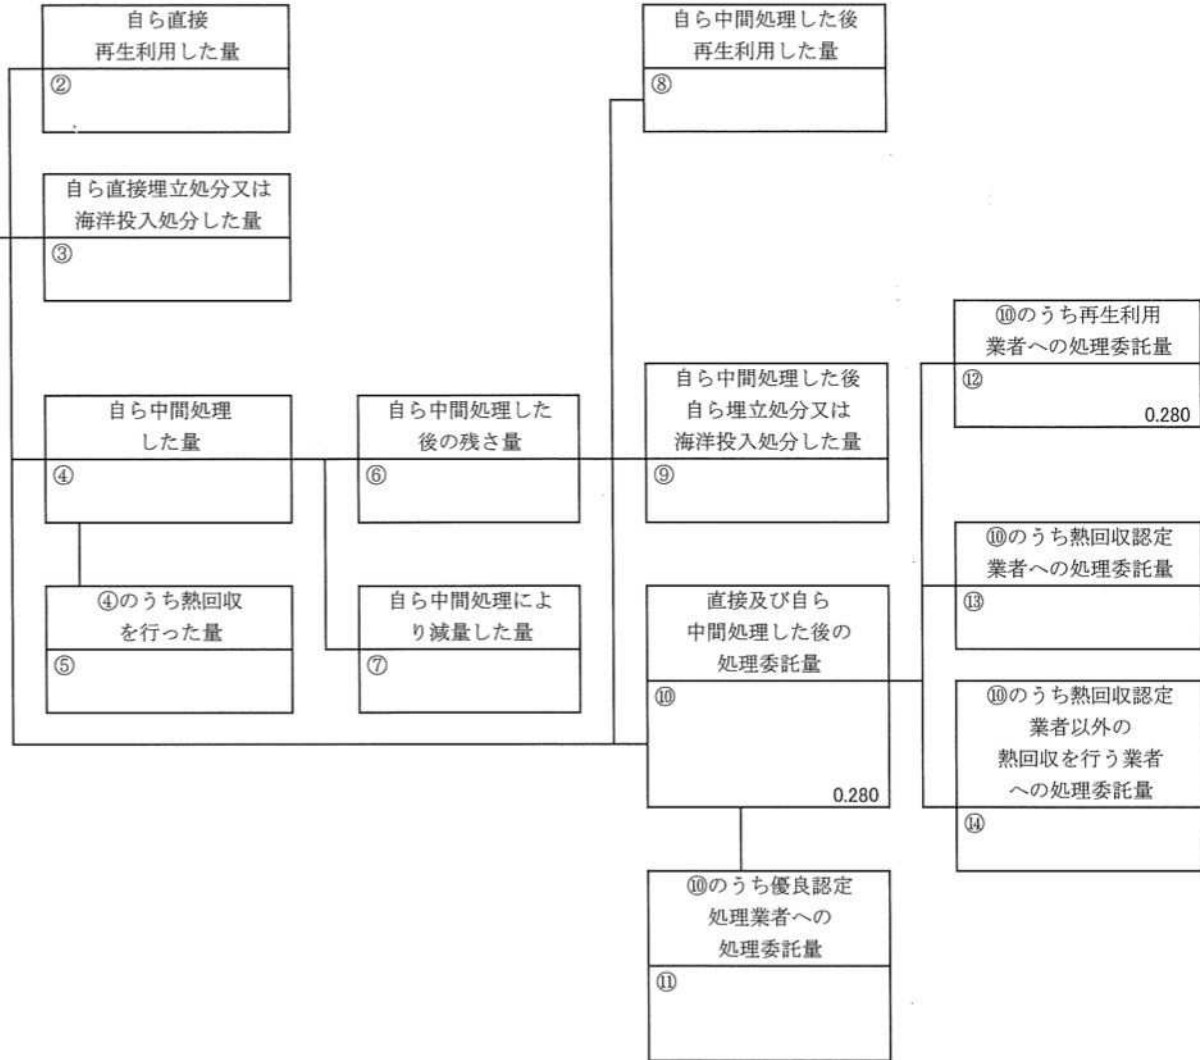 自ら直接
再生利用した量
②
自ら直接埋立処分又は
海洋投入処分した量
③
自ら中間処理
した量
④
④のうち熱回収
を行った量
⑤
自ら中間処理した
後の残さ量
⑥
自ら中間処理によ
り減量した量
⑦
自ら中間処理した後
再生利用した量
⑧
自ら中間処理した後
自ら埋立処分又は
海洋投入処分した量
⑨
直接及び自ら
中間処理した後の
処理委託量
⑩
0.280
⑩のうち優良認定
処理業者への
処理委託量
⑪
⑩のうち再生利用
業者への処理委託量
⑫
0.280
⑩のうち熱回収認定
業者への処理委託量
⑬
⑩のうち熱回収認定
業者以外の
熱回収を行う業者
への処理委託量
⑭